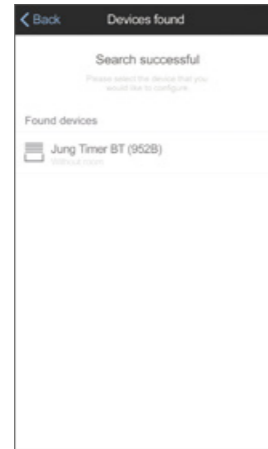 Back
Devices found
Search successful
Please select the device that you
would like to configure.
Found devices
Jung Timer BT (952B)
Without room